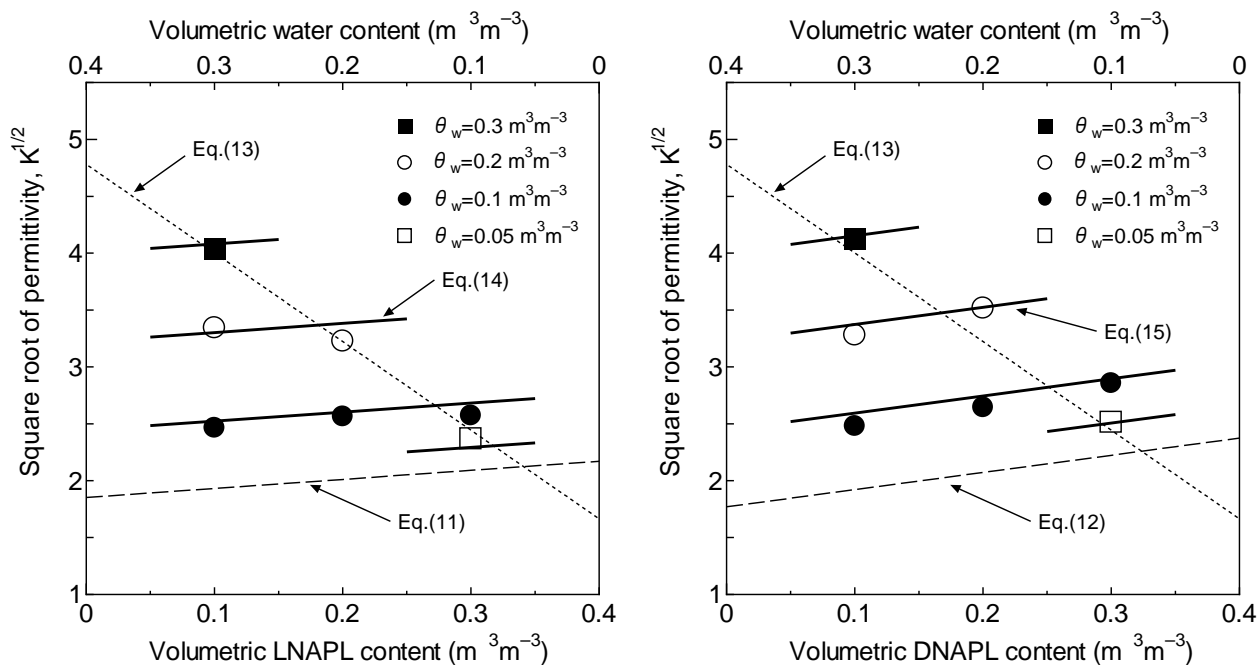 Volumetric water content (m ³m⁻³)
0.4 0.3 0.2 0.1 0
Square root of permittivity, K^1/2
5
4
3
2
1
Eq.(13)
■ θ w=0.3 m³m⁻³
○ θ w=0.2 m³m⁻³
● θ w=0.1 m³m⁻³
□ θ w=0.05 m³m⁻³
Eq.(14)
Eq.(11)
0 0.1 0.2 0.3 0.4
Volumetric LNAPL content (m ³m⁻³)
Volumetric water content (m ³m⁻³)
0.4 0.3 0.2 0.1 0
Square root of permittivity, K^1/2
5
4
3
2
1
Eq.(13)
■ θ w=0.3 m³m⁻³
○ θ w=0.2 m³m⁻³
● θ w=0.1 m³m⁻³
□ θ w=0.05 m³m⁻³
Eq.(15)
Eq.(12)
0 0.1 0.2 0.3 0.4
Volumetric DNAPL content (m ³m⁻³)